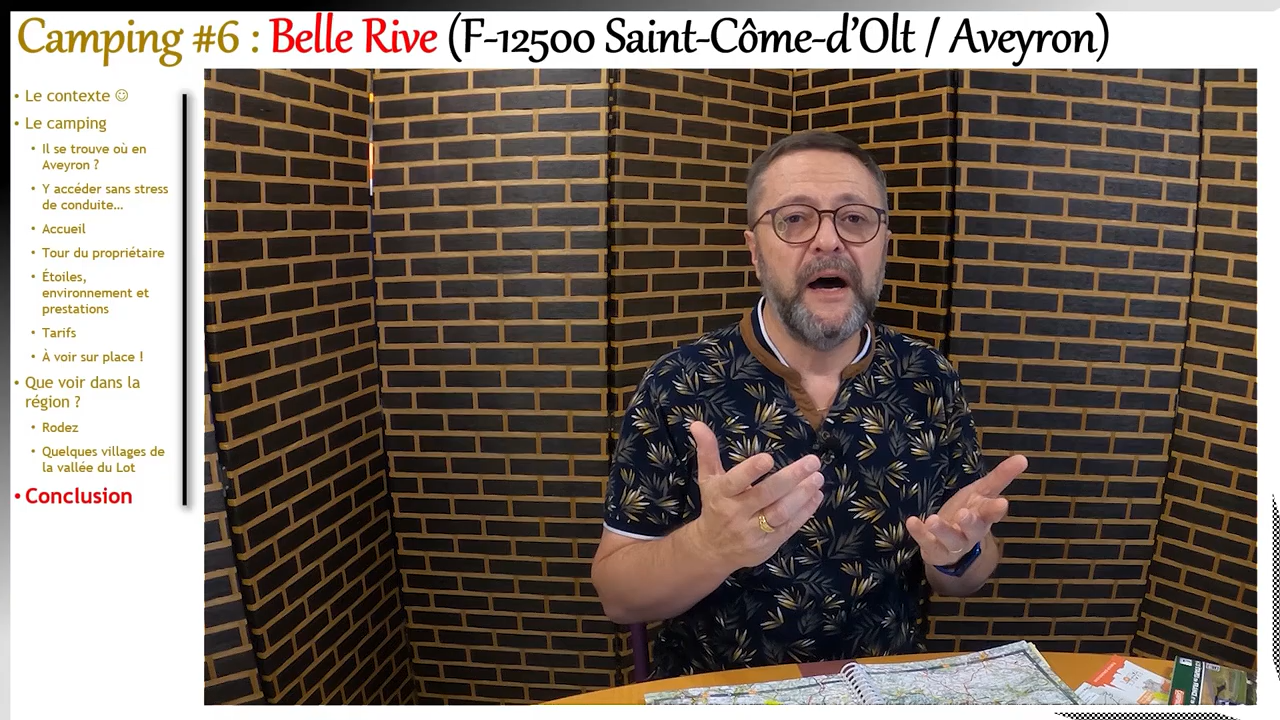 Camping #6 : Belle Rive (F-12500 Saint-Côme-d’Olt / Aveyron)
• Le contexte ☺
• Le camping
• Il se trouve où en
Aveyron ?
• Y accéder sans stress
de conduite…
• Accueil
• Tour du propriétaire
• Étoiles,
environnement et
prestations
• Tarifs
• À voir sur place !
• Que voir dans la
région ?
• Rodez
• Quelques villages de
la vallée du Lot
• Conclusion